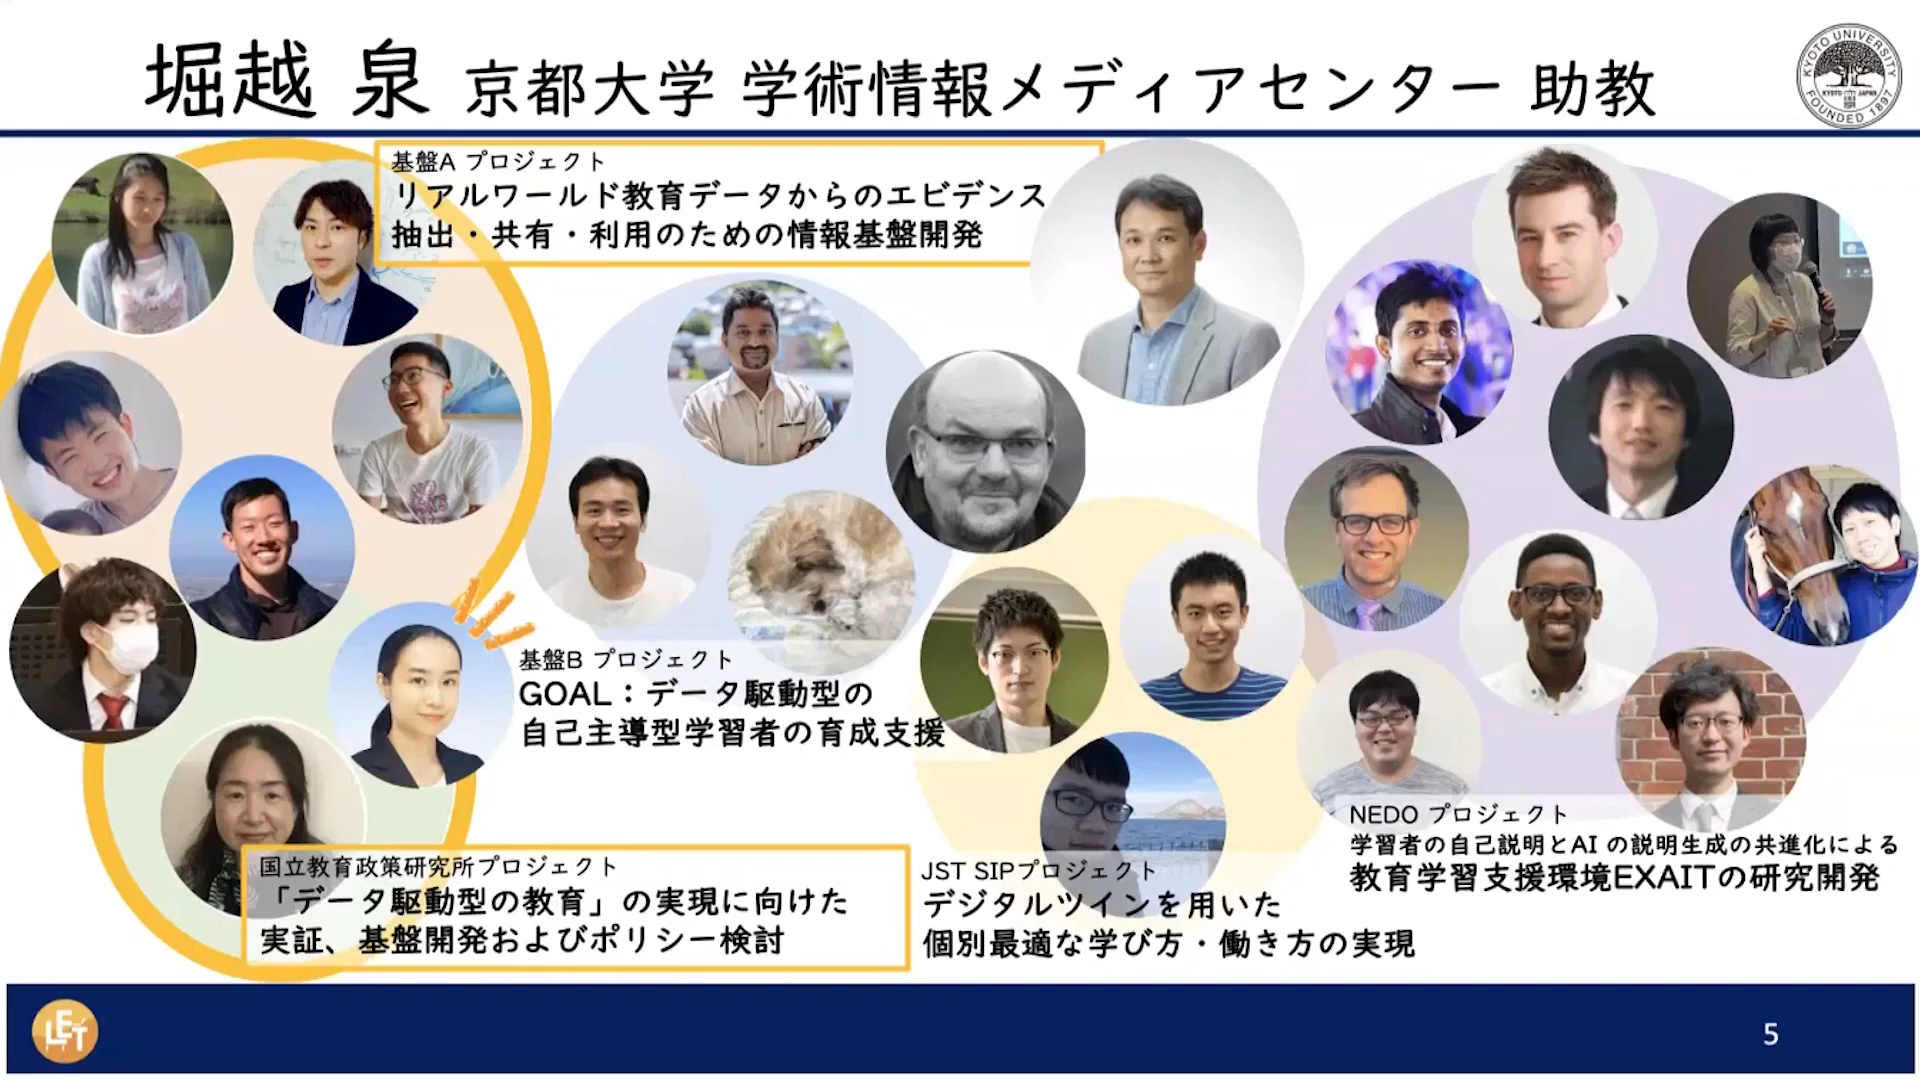 堀越 泉 京都大学 学術情報メディアセンター 助教
KYOTO UNIVERSITY
KYOTO JAPAN
FOUNDED 1897
基盤A プロジェクト
リアルワールド教育データからのエビデンス
抽出・共有・利用のための情報基盤開発
基盤B プロジェクト
GOAL：データ駆動型の
自己主導型学習者の育成支援
国立教育政策研究所プロジェクト
「データ駆動型の教育」の実現に向けた
実証、基盤開発およびポリシー検討
JST SIPプロジェクト
デジタルツインを用いた
個別最適な学び方・働き方の実現
NEDO プロジェクト
学習者の自己説明とAI の説明生成の共進化による
教育学習支援環境EXAITの研究開発
LET
5